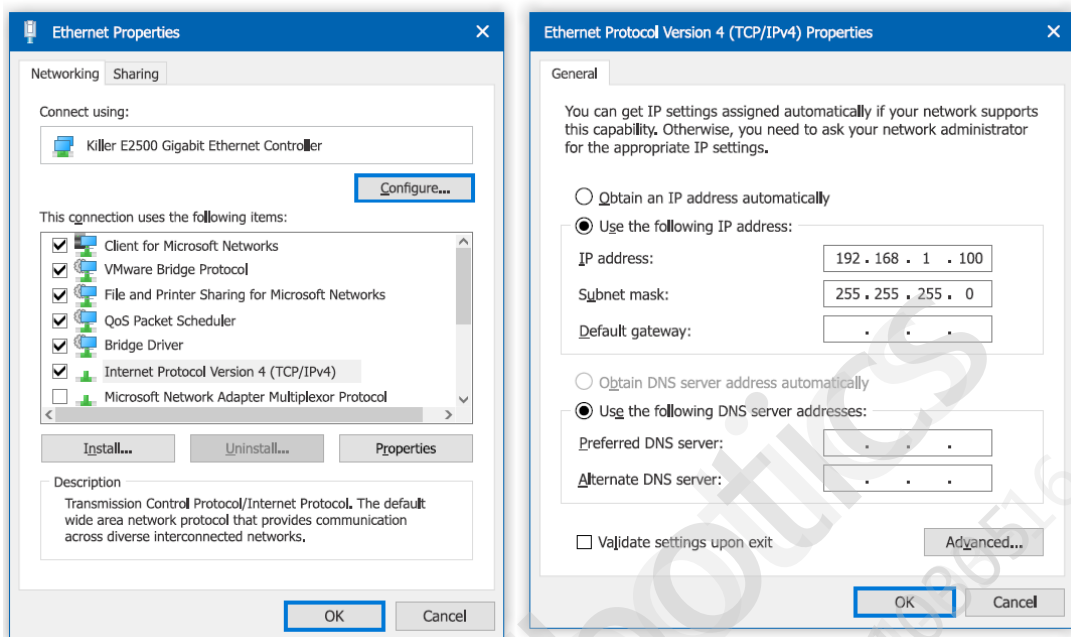 Ethernet Properties
Networking
Sharing
Connect using:
Killer E2500 Gigabit Ethernet Controller
Configure...
This connection uses the following items:
Client for Microsoft Networks
VMware Bridge Protocol
File and Printer Sharing for Microsoft Networks
QoS Packet Scheduler
Bridge Driver
Internet Protocol Version 4 (TCP/IPv4)
Microsoft Network Adapter Multiplexor Protocol
Install...
Uninstall...
Properties
Description
Transmission Control Protocol/Internet Protocol. The default
wide area network protocol that provides communication
across diverse interconnected networks.
OK
Cancel
Ethernet Protocol Version 4 (TCP/IPv4) Properties
General
You can get IP settings assigned automatically if your network supports
this capability. Otherwise, you need to ask your network administrator
for the appropriate IP settings.
Obtain an IP address automatically
Use the following IP address:
IP address:
192 . 168 . 1 . 100
Subnet mask:
255 . 255 . 255 . 0
Default gateway:
. . .
Obtain DNS server address automatically
Use the following DNS server addresses:
Preferred DNS server:
. . .
Alternate DNS server:
. . .
Validate settings upon exit
Advanced...
OK
Cancel